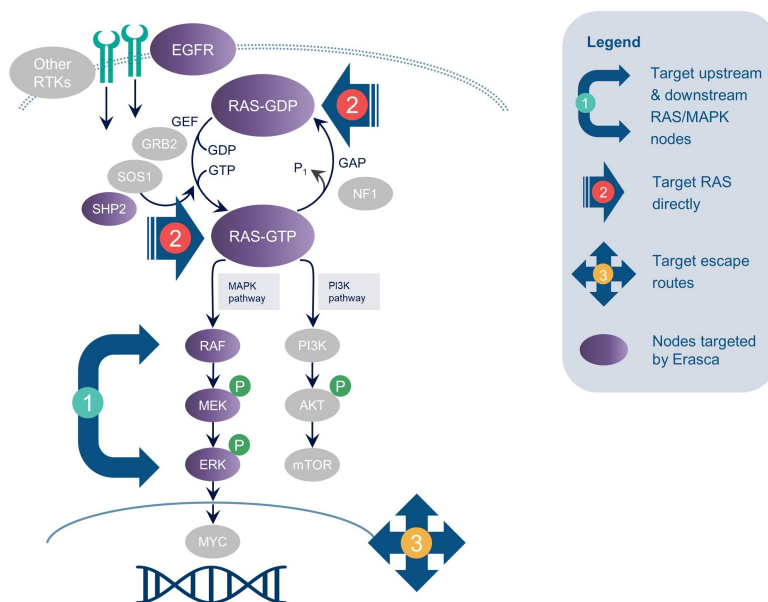 Other
RTKs
EGFR
RAS-GDP
2
GEF
GDP
GTP
GRB2
SOS1
SHP2
P1
GAP
NF1
2
RAS-GTP
MAPK
pathway
PI3K
pathway
RAF
PI3K
1
P
MEK
P
AKT
P
ERK
mTOR
MYC
3
Legend
1
Target upstream
& downstream
RAS/MAPK
nodes
2
Target RAS
directly
3
Target escape
routes
Nodes targeted
by Erasca